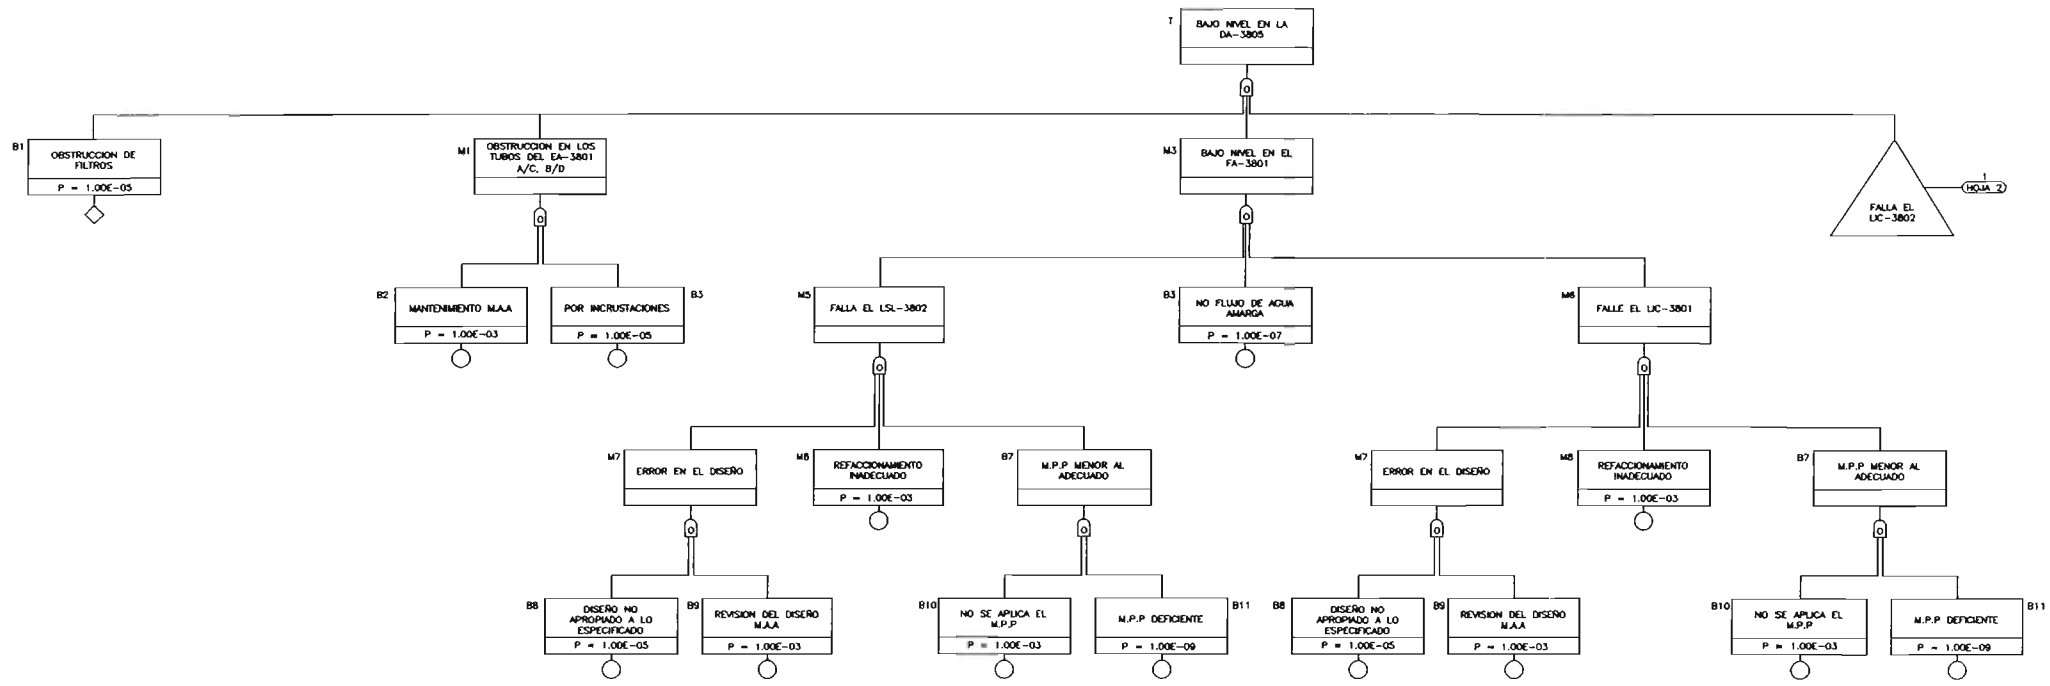 T
BAJO NIVEL EN LA
DA-3805
B1
OBSTRUCCION DE
FILTROS
P = 1.00E-05
M1
OBSTRUCCION EN LOS
TUBOS DEL EA-3801
A/C, B/D
M3
BAJO NIVEL EN EL
FA-3801
FALLA EL
LIC-3802
1
HOJA 2
B2
MANTENIMIENTO M.A.A
P = 1.00E-03
POR INCRUSTACIONES
B3
P = 1.00E-05
M5
FALLA EL LSL-3802
B3
NO FLUJO DE AGUA
AMARGA
P = 1.00E-07
M6
FALLE EL LIC-3801
M7
ERROR EN EL DISEÑO
REFACCIONAMIENTO
INADECUADO
P = 1.00E-03
B7
M.P.P MENOR AL
ADECUADO
M7
ERROR EN EL DISEÑO
M8
REFACCIONAMIENTO
INADECUADO
P = 1.00E-03
B7
M.P.P MENOR AL
ADECUADO
B8
DISEÑO NO
APROPIADO A LO
ESPECIFICADO
P = 1.00E-05
B9
REVISION DEL DISEÑO
M.A.A
P = 1.00E-03
B10
NO SE APLICA EL
M.P.P
P = 1.00E-03
M.P.P DEFICIENTE
B11
P = 1.00E-09
B8
DISEÑO NO
APROPIADO A LO
ESPECIFICADO
P = 1.00E-05
B9
REVISION DEL DISEÑO
M.A.A
P = 1.00E-03
B10
NO SE APLICA EL
M.P.P
P = 1.00E-03
M.P.P DEFICIENTE
B11
P = 1.00E-09